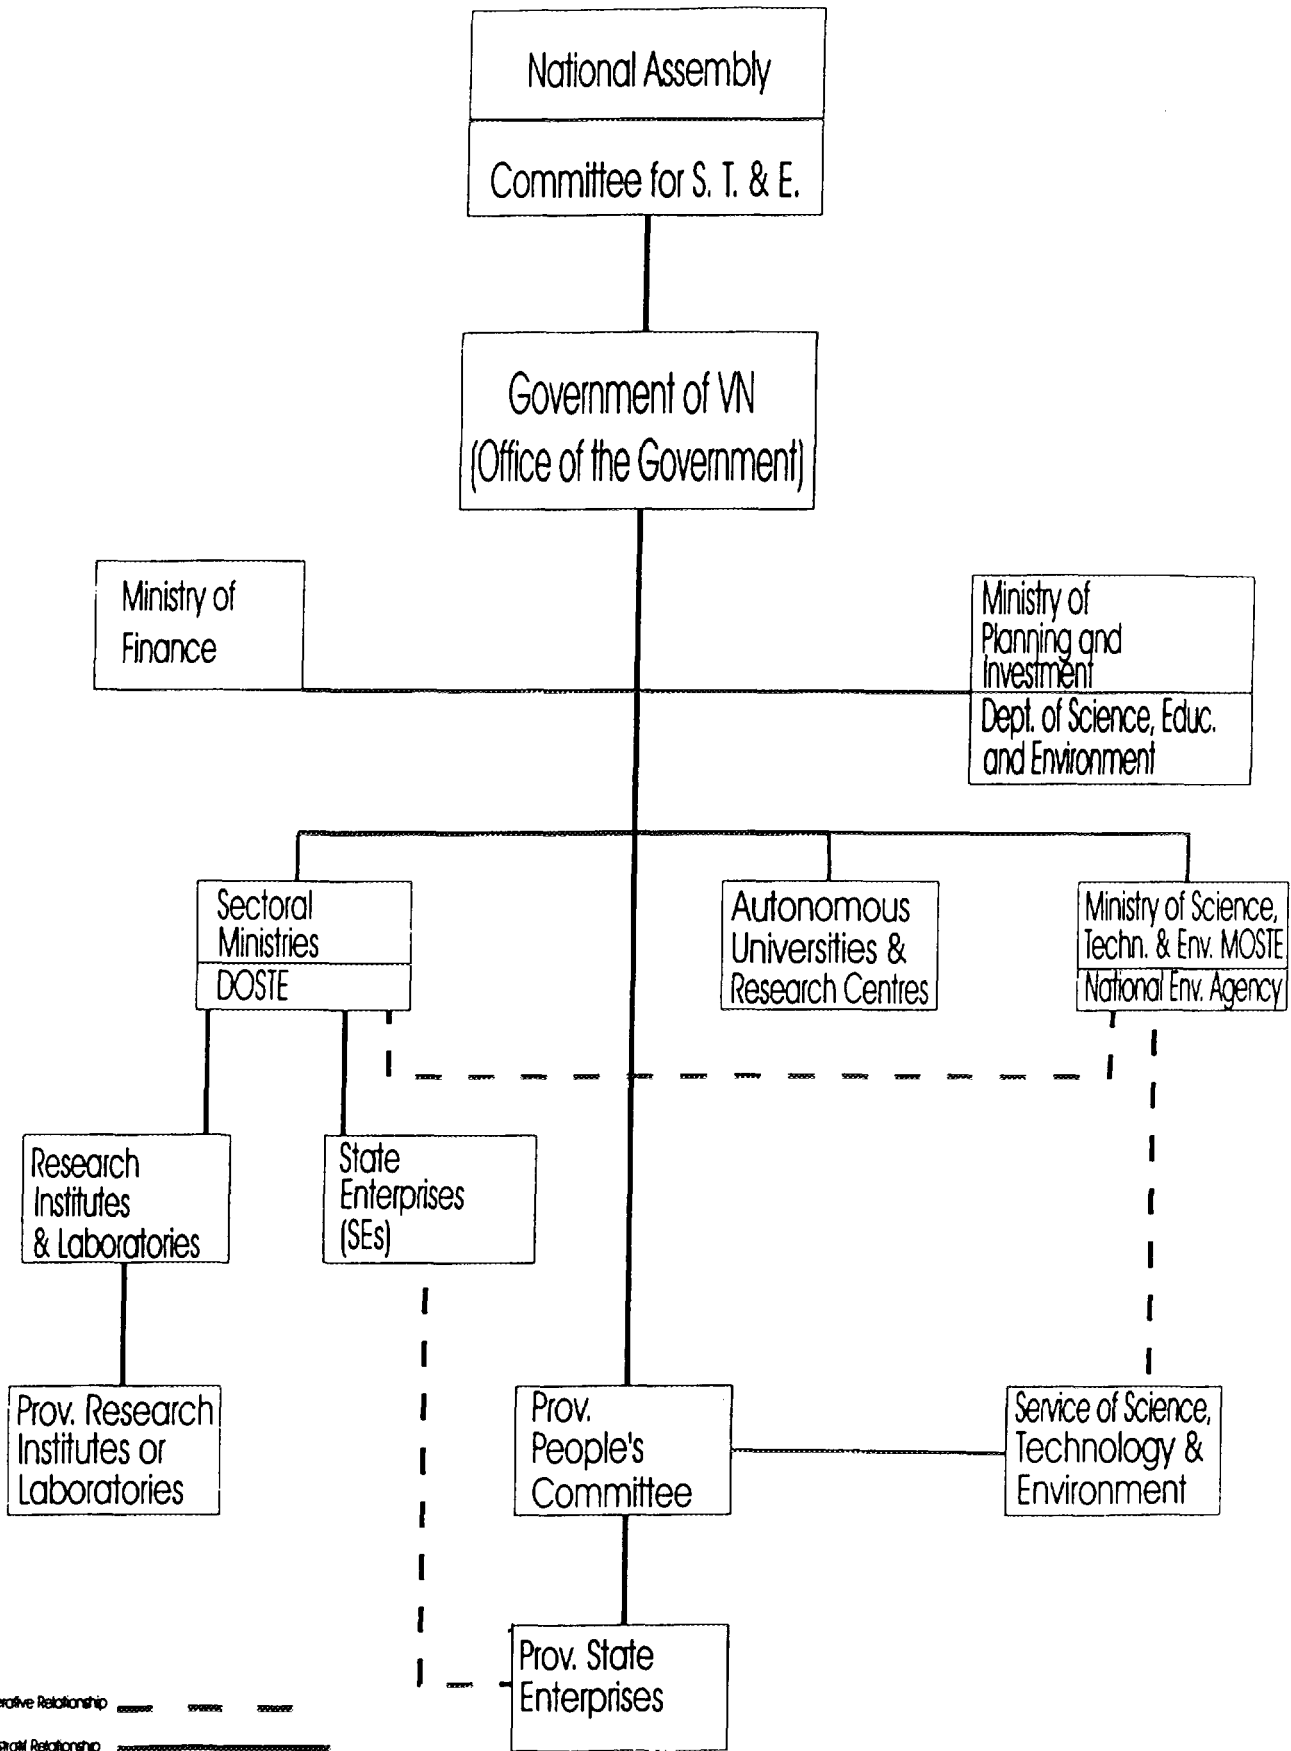 National Assembly
Committee for S. T. & E.
Government of VN
(Office of the Government)
Ministry of
Finance
Ministry of
Planning and
Investment
Dept. of Science, Educ.
and Environment
Sectoral
Ministries
DOSTE
Autonomous
Universities &
Research Centres
Ministry of Science,
Techn. & Env. MOSTE
National Env. Agency
Research
Institutes
& Laboratories
State
Enterprises
(SEs)
Prov. Research
Institutes or
Laboratories
Prov.
People's
Committee
Service of Science,
Technology &
Environment
Prov. State
Enterprises
Relationship
Relationship